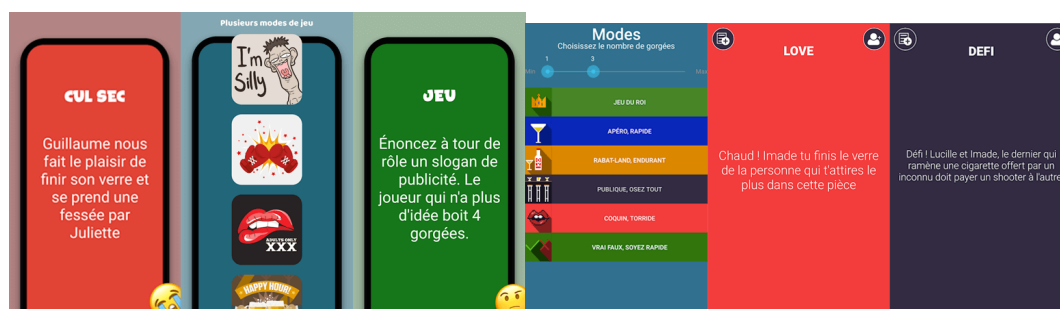 CUL SEC
Guillaume nous
fait le plaisir de
finir son verre et
se prend une
fessée par
Juliette
Plusieurs modes de jeu
I'm
Silly
ADULTS ONLY
XXX
HAPPY HOUR!
JEU
Énoncez à tour de
rôle un slogan de
publicité. Le
joueur qui n'a plus
d'idée boit 4
gorgées.
Modes
Choisissez le nombre de gorgées
1 3
Min Max
JEU DU ROI
APÉRO, RAPIDE
RABAT-LAND, ENDURANT
PUBLIQUE, OSEZ TOUT
COQUIN, TORRIDE
VRAI FAUX, SOYEZ RAPIDE
LOVE
Chaud ! Imade tu finis le verre
de la personne qui t'attires le
plus dans cette pièce
DEFI
Défi ! Lucille et Imade, le dernier qui
ramène une cigarette offert par un
inconnu doit payer un shooter à l'autre